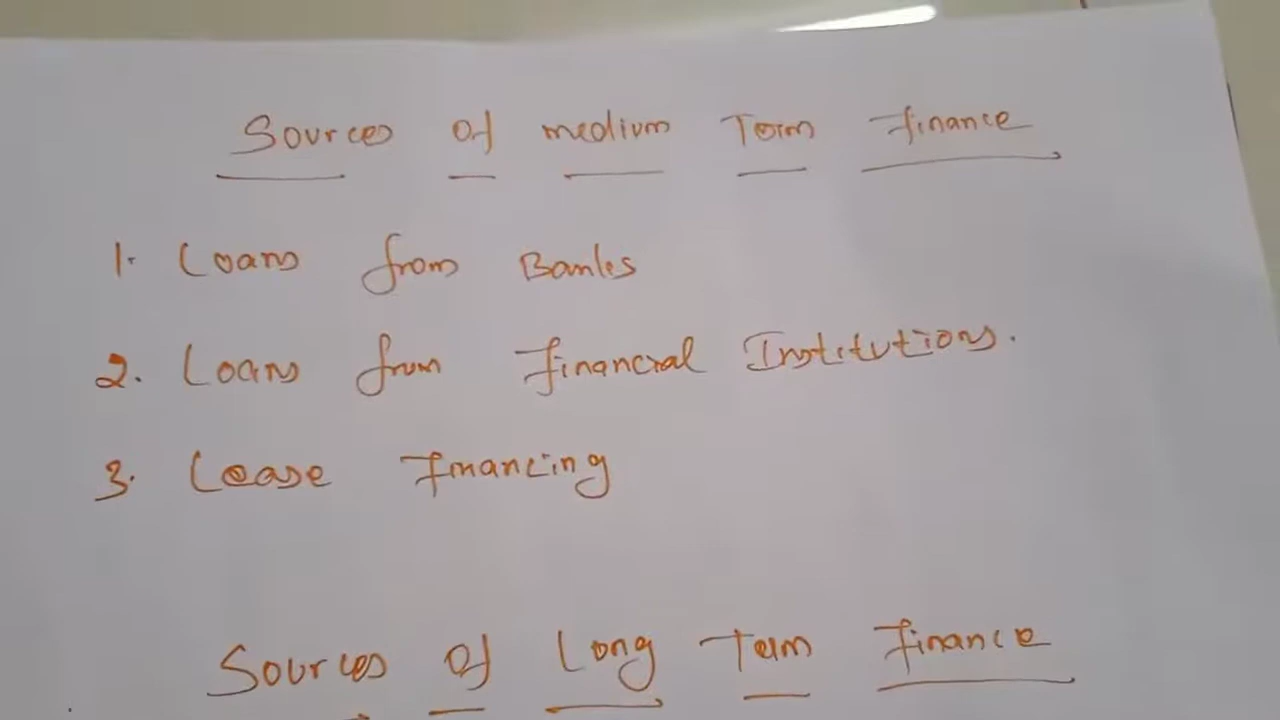 Sources of medium Term Finance
1. Loans from Banks
2. Loans from Financial Institutions.
3. Lease Financing
Sources of Long Term Finance